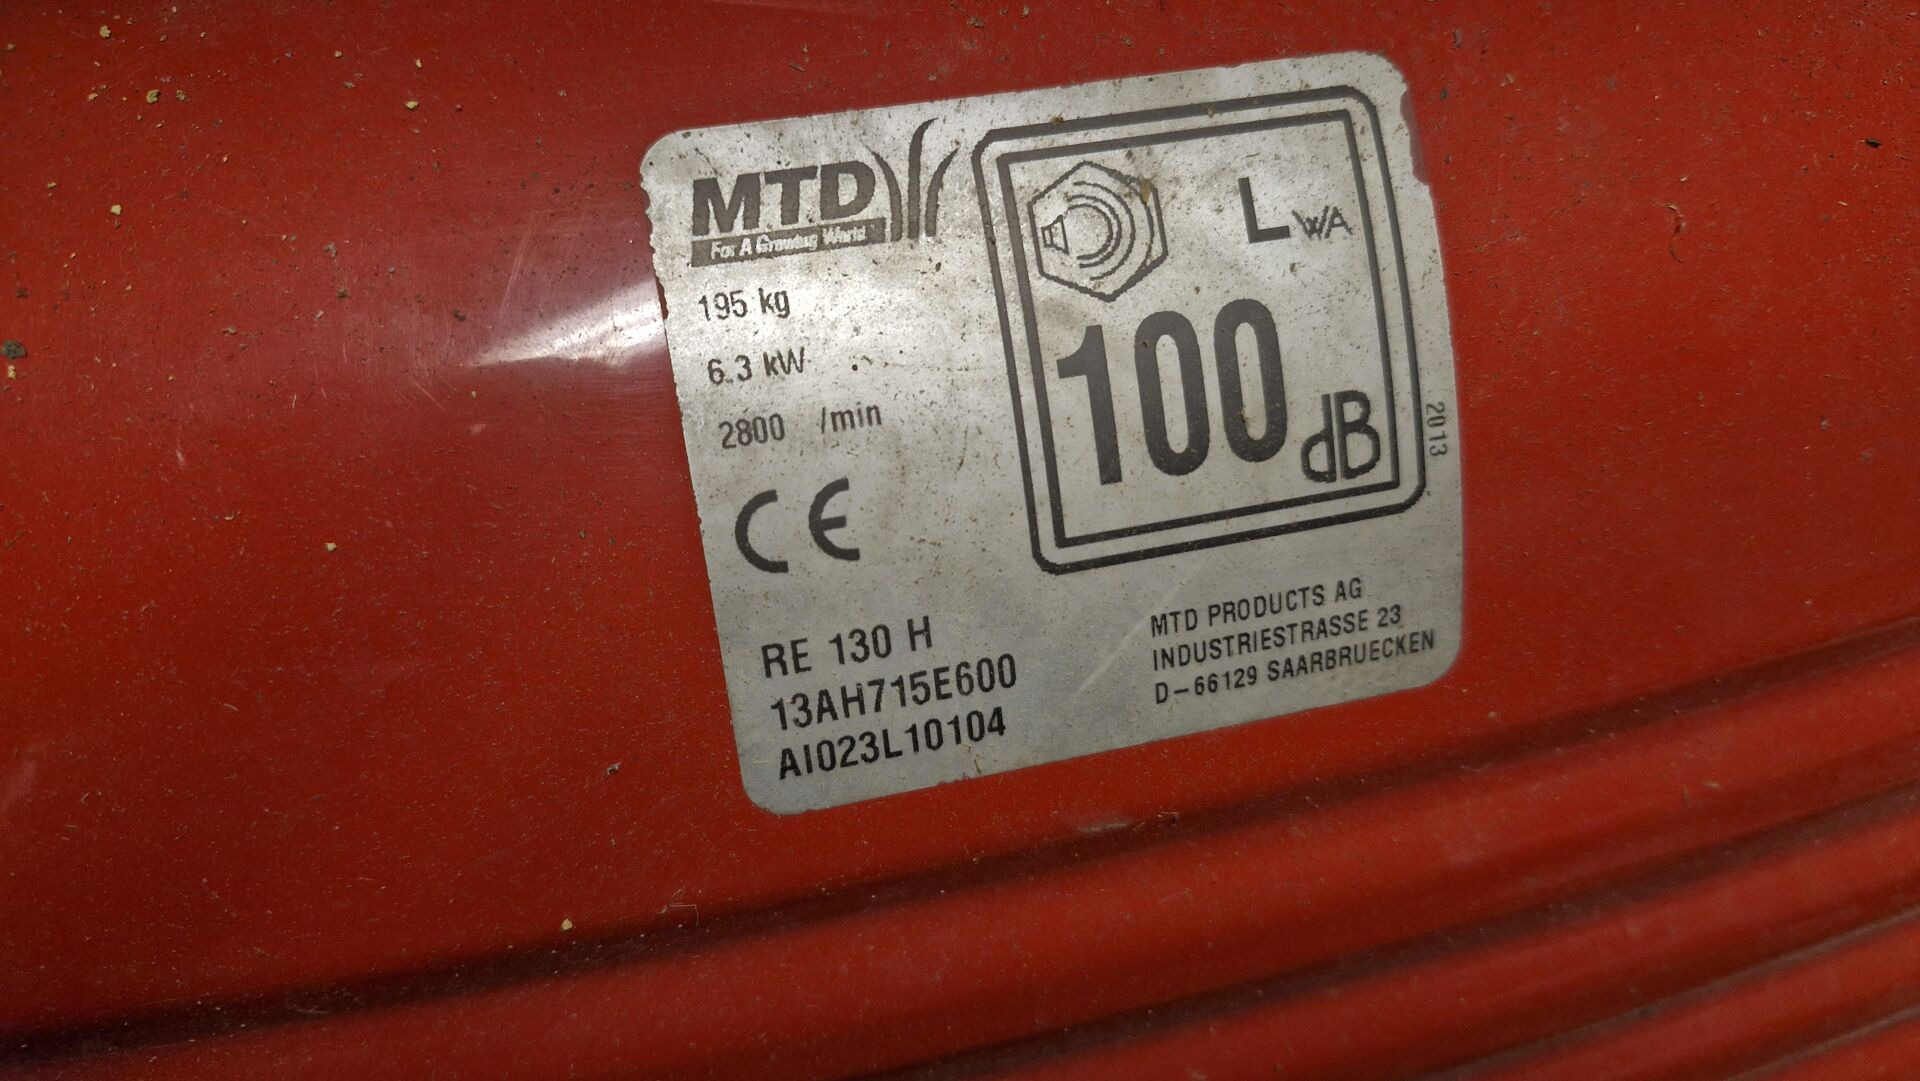 MTD
For A Growing World
195 kg
6.3 kW
2800 /min
CE
RE 130 H
13AH715E600
AI023L10104
LWA
100 dB
2013
MTD PRODUCTS AG
INDUSTRIESTRASSE 23
D-66129 SAARBRUECKEN